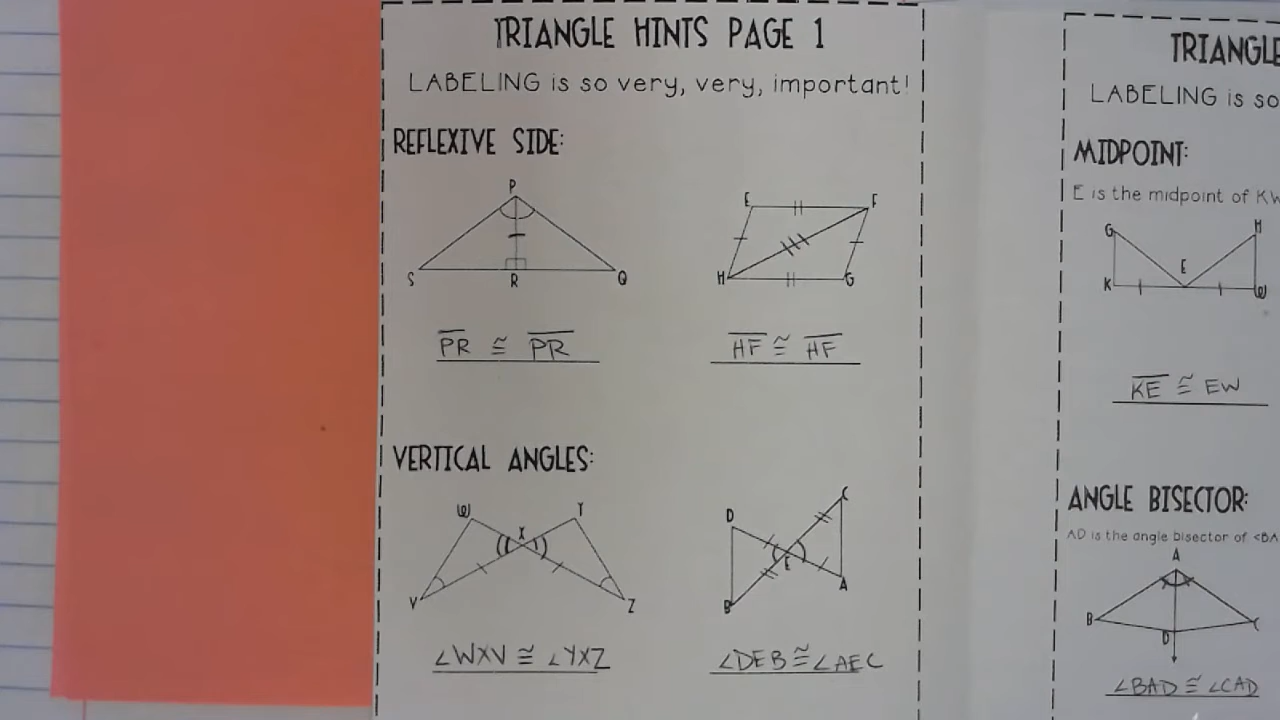 TRIANGLE HINTS PAGE 1
LABELING is so very, very, important!
REFLEXIVE SIDE:
P
S
R
Q
E
F
H
G
PR ≅ PR
HF ≅ HF
VERTICAL ANGLES:
W
Y
X
V
Z
D
C
E
B
A
∠WXV ≅ ∠YXZ
∠DEB ≅ ∠AEC
TRIANGLE
LABELING is so
MIDPOINT:
E is the midpoint of KW
G
H
E
K
W
KE ≅ EW
ANGLE BISECTOR:
AD is the angle bisector of <BA
A
B
D
C
∠BAD ≅ ∠CAD